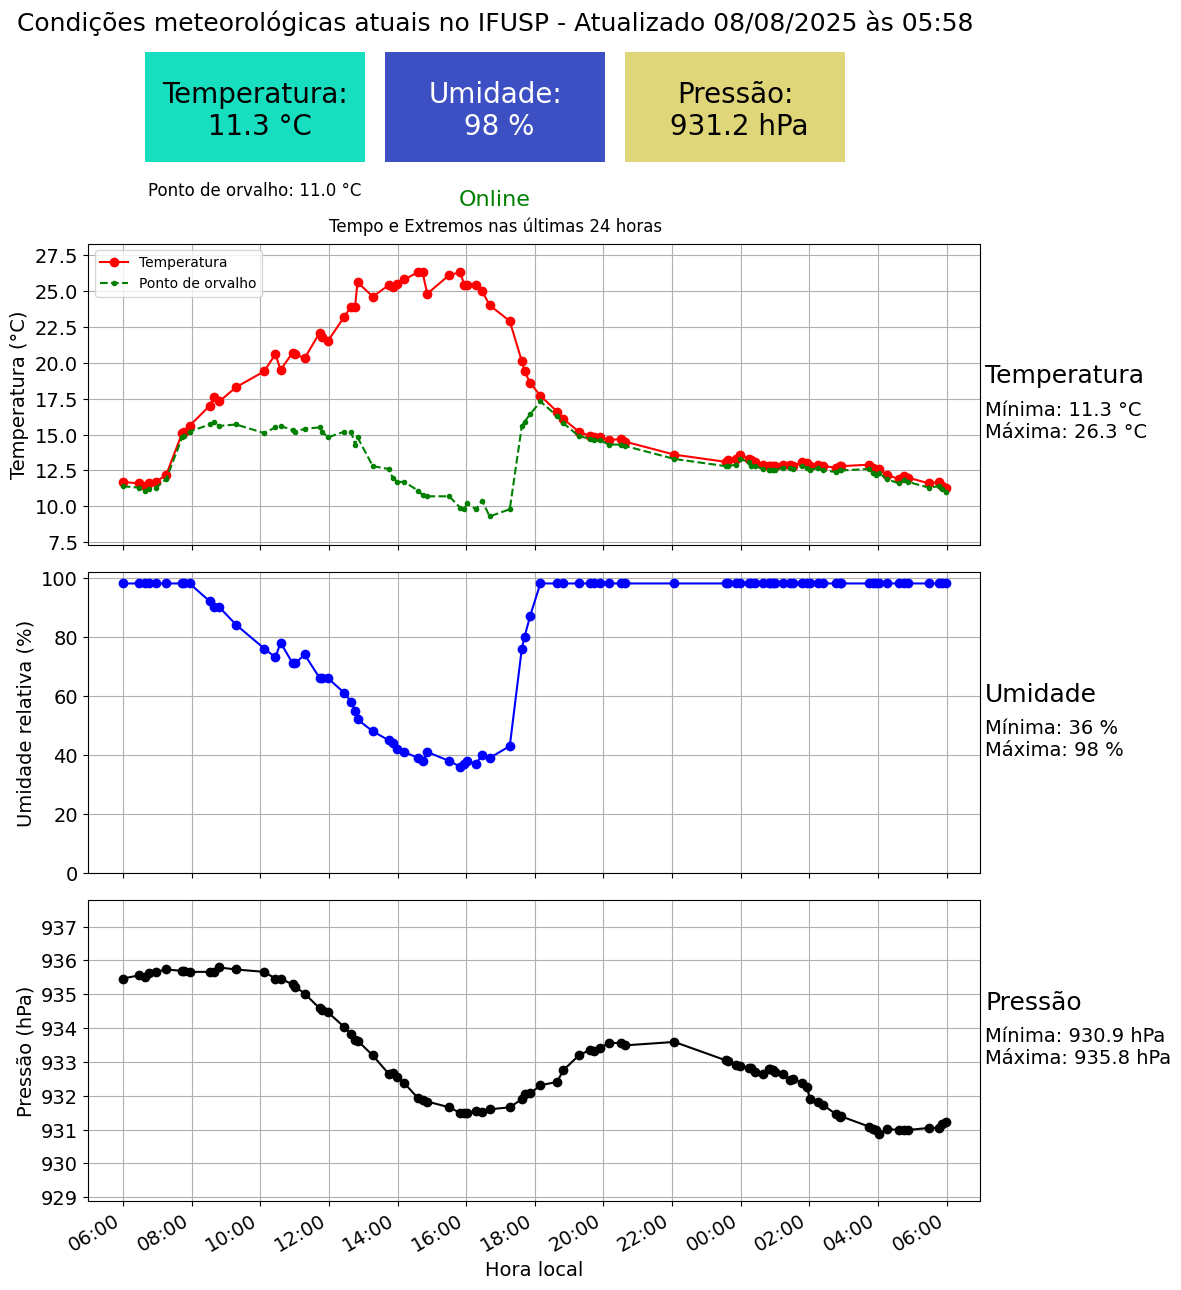 Condições meteorológicas atuais no IFUSP - Atualizado 08/08/2025 às 05:58
Temperatura:
11.3 °C
Umidade:
98 %
Pressão:
931.2 hPa
Ponto de orvalho: 11.0 °C
Online
Tempo e Extremos nas últimas 24 horas
Temperatura
Ponto de orvalho
Temperatura (°C)
27.5
25.0
22.5
20.0
17.5
15.0
12.5
10.0
7.5
Temperatura
Mínima: 11.3 °C
Máxima: 26.3 °C
Umidade relativa (%)
100
80
60
40
20
0
Umidade
Mínima: 36 %
Máxima: 98 %
Pressão (hPa)
937
936
935
934
933
932
931
930
929
Pressão
Mínima: 930.9 hPa
Máxima: 935.8 hPa
06:00 08:00 10:00 12:00 14:00 16:00 18:00 20:00 22:00 00:00 02:00 04:00 06:00
Hora local